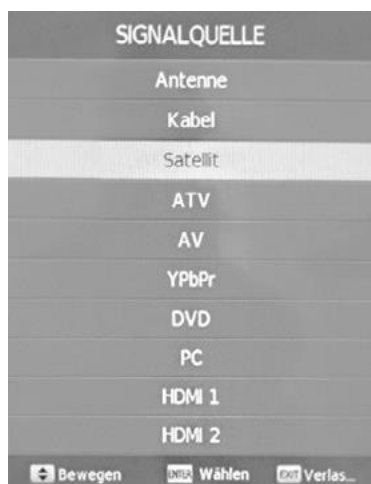 SIGNALQUELLE
Antenne
Kabel
Satellit
ATV
AV
YPbPr
DVD
PC
HDMI 1
HDMI 2
Bewegen ENTER Wählen EXIT Verlas...